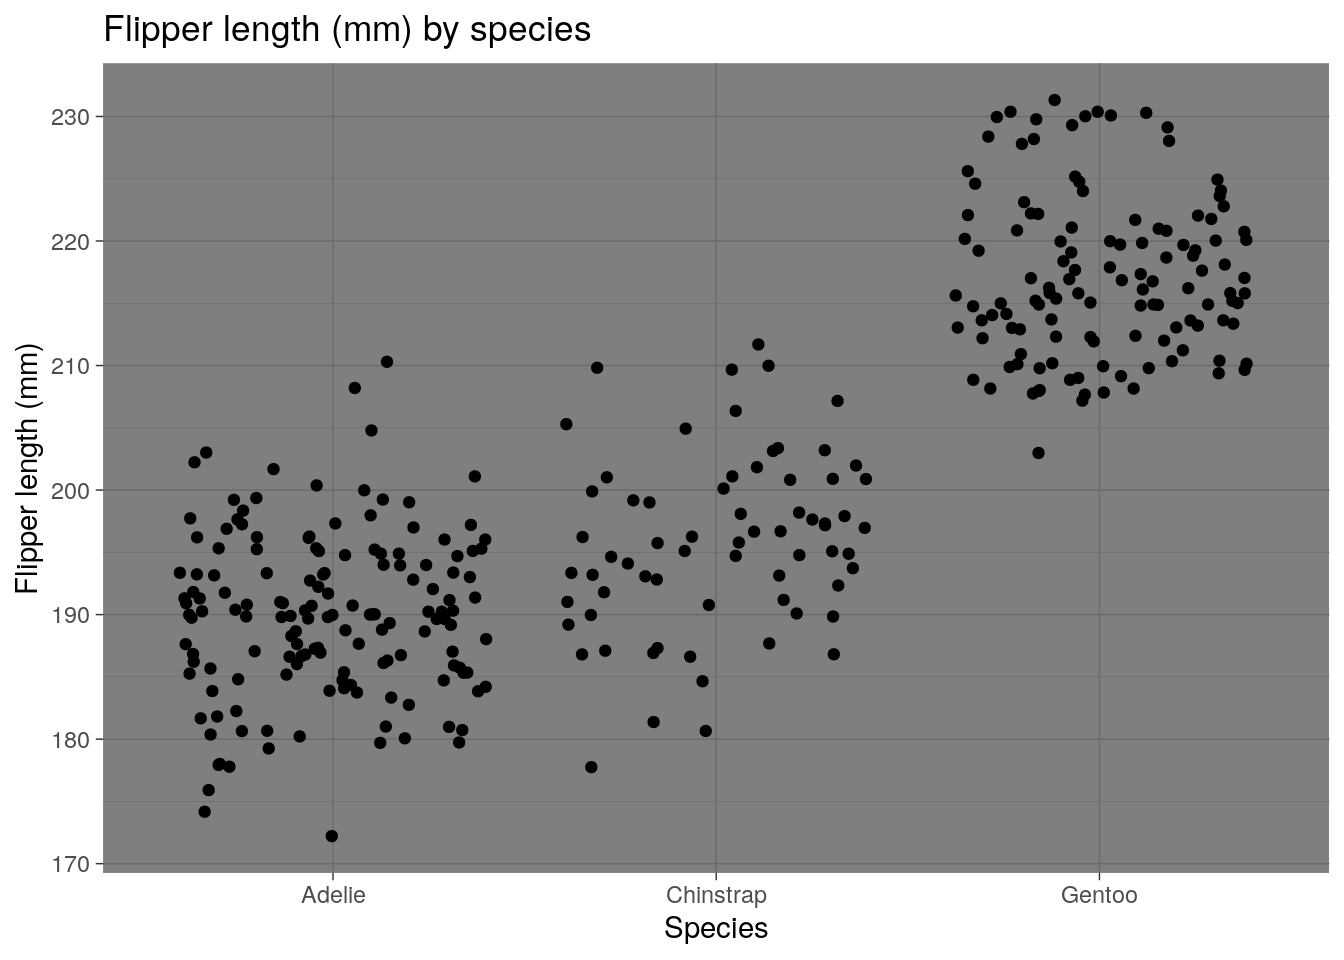 Flipper length (mm) by species
Flipper length (mm)
230
220
210
200
190
180
170
Adelie
Chinstrap
Gentoo
Species